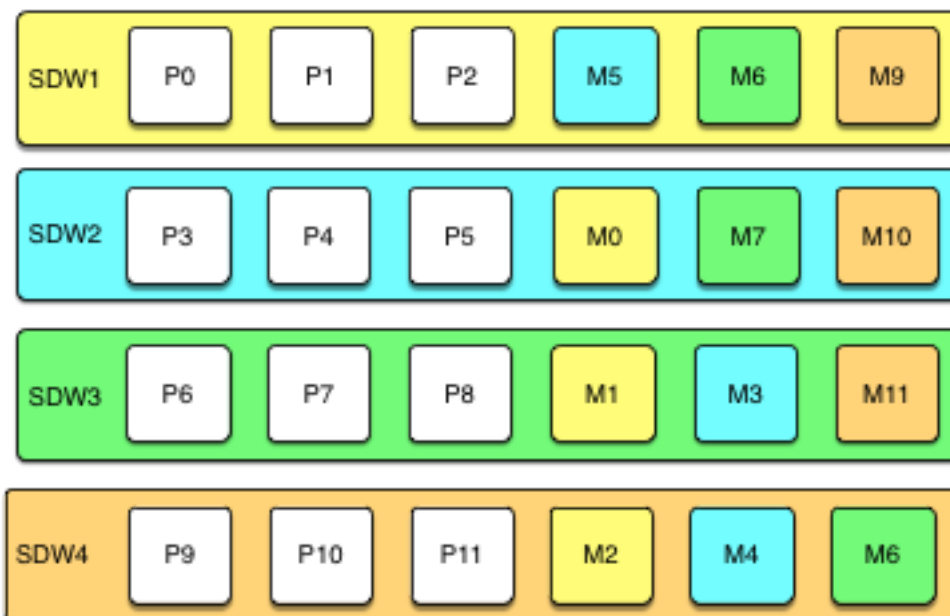 SDW1 P0 P1 P2 M5 M6 M9
SDW2 P3 P4 P5 M0 M7 M10
SDW3 P6 P7 P8 M1 M3 M11
SDW4 P9 P10 P11 M2 M4 M6